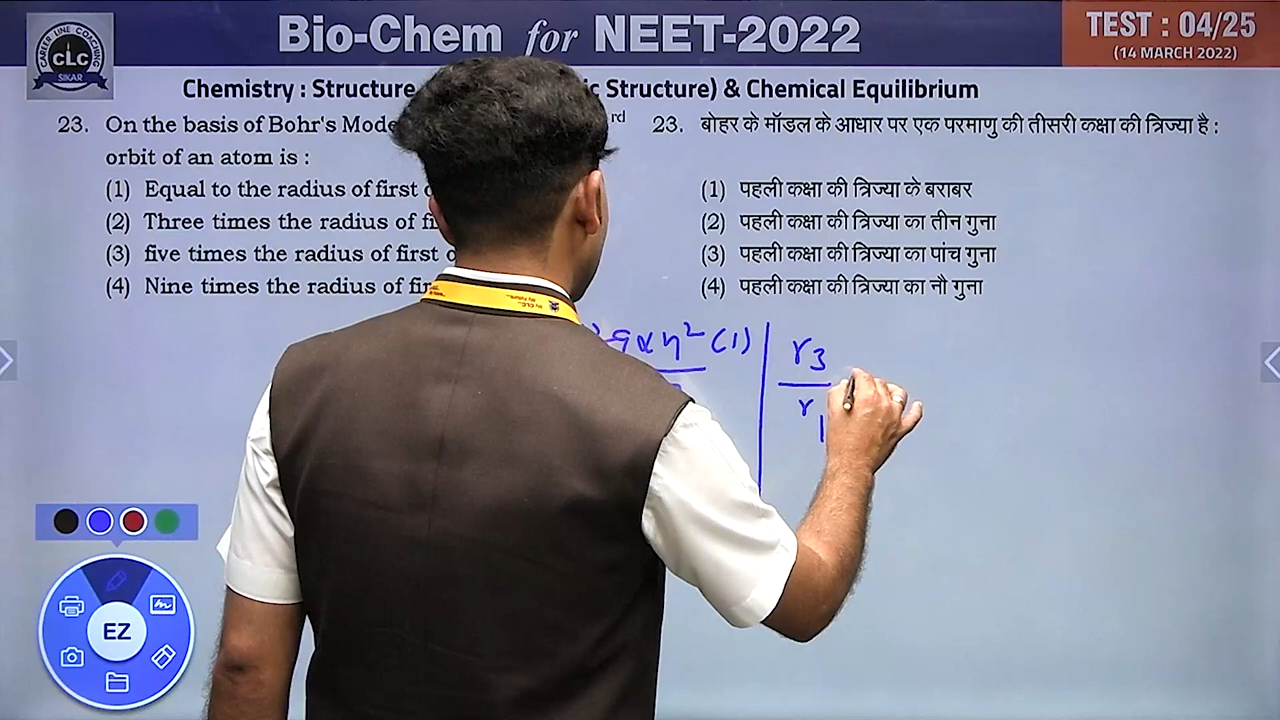 CAREER LINE COACHING
CLC
SIKAR
Bio-Chem for NEET-2022
TEST : 04/25
(14 MARCH 2022)
Chemistry : Structure
Structure) & Chemical Equilibrium
23. On the basis of Bohr's
rd
orbit of an atom is :
(1) Equal to the radius of first
(2) Three times the radius of
(3) five times the radius of first
(4) Nine times the radius of
23. बोहर के मॉडल के आधार पर एक परमाणु की तीसरी कक्षा की त्रिज्या है :
(1) पहली कक्षा की त्रिज्या के बराबर
(2) पहली कक्षा की त्रिज्या का तीन गुना
(3) पहली कक्षा की त्रिज्या का पांच गुना
(4) पहली कक्षा की त्रिज्या का नौ गुना
α n² (1)
r3
r1
EZ